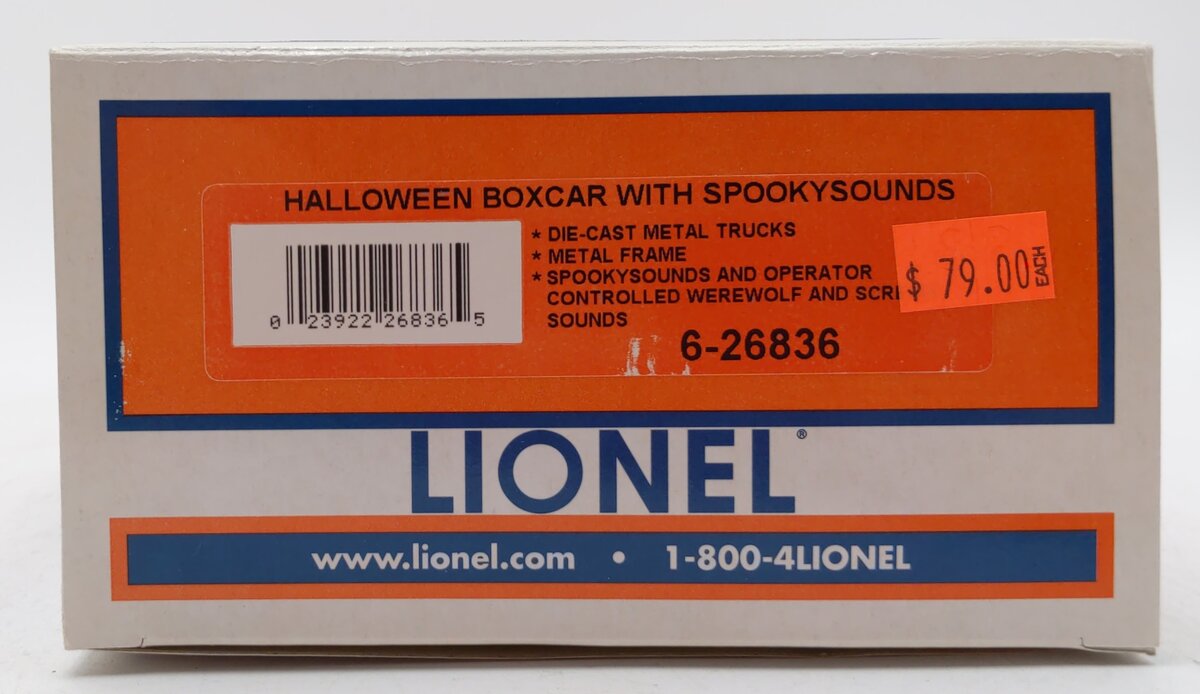 HALLOWEEN BOXCAR WITH SPOOKYSOUNDS
* DIE-CAST METAL TRUCKS
* METAL FRAME
* SPOOKYSOUNDS AND OPERATOR
CONTROLLED WEREWOLF AND
SOUNDS
6-26836
0 23922 26836 5
$ 79.00 EACH
LIONEL®
www.lionel.com • 1-800-4LIONEL